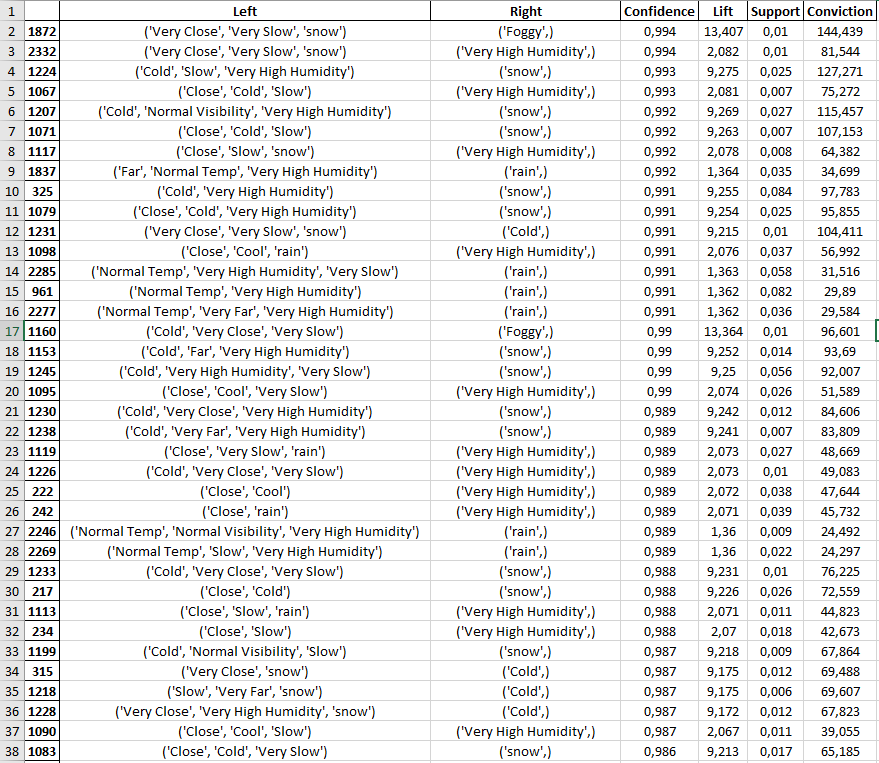 1 Left Right Confidence Lift Support Conviction
2 1872 ('Very Close', 'Very Slow', 'snow') ('Foggy',) 0,994 13,407 0,01 144,439
3 2332 ('Very Close', 'Very Slow', 'snow') ('Very High Humidity',) 0,994 2,082 0,01 81,544
4 1224 ('Cold', 'Slow', 'Very High Humidity') ('snow',) 0,993 9,275 0,025 127,271
5 1067 ('Close', 'Cold', 'Slow') ('Very High Humidity',) 0,993 2,081 0,007 75,272
6 1207 ('Cold', 'Normal Visibility', 'Very High Humidity') ('snow',) 0,992 9,269 0,027 115,457
7 1071 ('Close', 'Cold', 'Slow') ('snow',) 0,992 9,263 0,007 107,153
8 1117 ('Close', 'Slow', 'snow') ('Very High Humidity',) 0,992 2,078 0,008 64,382
9 1837 ('Far', 'Normal Temp', 'Very High Humidity') ('rain',) 0,992 1,364 0,035 34,699
10 325 ('Cold', 'Very High Humidity') ('snow',) 0,991 9,255 0,084 97,783
11 1079 ('Close', 'Cold', 'Very High Humidity') ('snow',) 0,991 9,254 0,025 95,855
12 1231 ('Very Close', 'Very Slow', 'snow') ('Cold',) 0,991 9,215 0,01 104,411
13 1098 ('Close', 'Cool', 'rain') ('Very High Humidity',) 0,991 2,076 0,037 56,992
14 2285 ('Normal Temp', 'Very High Humidity', 'Very Slow') ('rain',) 0,991 1,363 0,058 31,516
15 961 ('Normal Temp', 'Very High Humidity') ('rain',) 0,991 1,362 0,082 29,89
16 2277 ('Normal Temp', 'Very Far', 'Very High Humidity') ('rain',) 0,991 1,362 0,036 29,584
17 1160 ('Cold', 'Very Close', 'Very Slow') ('Foggy',) 0,99 13,364 0,01 96,601
18 1153 ('Cold', 'Far', 'Very High Humidity') ('snow',) 0,99 9,252 0,014 93,69
19 1245 ('Cold', 'Very High Humidity', 'Very Slow') ('snow',) 0,99 9,25 0,056 92,007
20 1095 ('Close', 'Cool', 'Very Slow') ('Very High Humidity',) 0,99 2,074 0,026 51,589
21 1230 ('Cold', 'Very Close', 'Very High Humidity') ('snow',) 0,989 9,242 0,012 84,606
22 1238 ('Cold', 'Very Far', 'Very High Humidity') ('snow',) 0,989 9,241 0,007 83,809
23 1119 ('Close', 'Very Slow', 'rain') ('Very High Humidity',) 0,989 2,073 0,027 48,669
24 1226 ('Cold', 'Very Close', 'Very Slow') ('Very High Humidity',) 0,989 2,073 0,01 49,083
25 222 ('Close', 'Cool') ('Very High Humidity',) 0,989 2,072 0,038 47,644
26 242 ('Close', 'rain') ('Very High Humidity',) 0,989 2,071 0,039 45,732
27 2246 ('Normal Temp', 'Normal Visibility', 'Very High Humidity') ('rain',) 0,989 1,36 0,009 24,492
28 2269 ('Normal Temp', 'Slow', 'Very High Humidity') ('rain',) 0,989 1,36 0,022 24,297
29 1233 ('Cold', 'Very Close', 'Very Slow') ('snow',) 0,988 9,231 0,01 76,225
30 217 ('Close', 'Cold') ('snow',) 0,988 9,226 0,026 72,559
31 1113 ('Close', 'Slow', 'rain') ('Very High Humidity',) 0,988 2,071 0,011 44,823
32 234 ('Close', 'Slow') ('Very High Humidity',) 0,988 2,07 0,018 42,673
33 1199 ('Cold', 'Normal Visibility', 'Slow') ('snow',) 0,987 9,218 0,009 67,864
34 315 ('Very Close', 'snow') ('Cold',) 0,987 9,175 0,012 69,488
35 1218 ('Slow', 'Very Far', 'snow') ('Cold',) 0,987 9,175 0,006 69,607
36 1228 ('Very Close', 'Very High Humidity', 'snow') ('Cold',) 0,987 9,172 0,012 67,823
37 1090 ('Close', 'Cool', 'Slow') ('Very High Humidity',) 0,987 2,067 0,011 39,055
38 1083 ('Close', 'Cold', 'Very Slow') ('snow',) 0,986 9,213 0,017 65,185